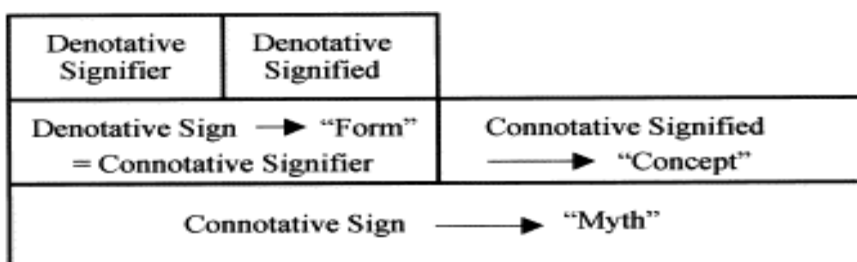 Denotative
Signifier
Denotative
Signified
Denotative Sign → “Form”
= Connotative Signifier
Connotative Signified
→ “Concept”
Connotative Sign → “Myth”